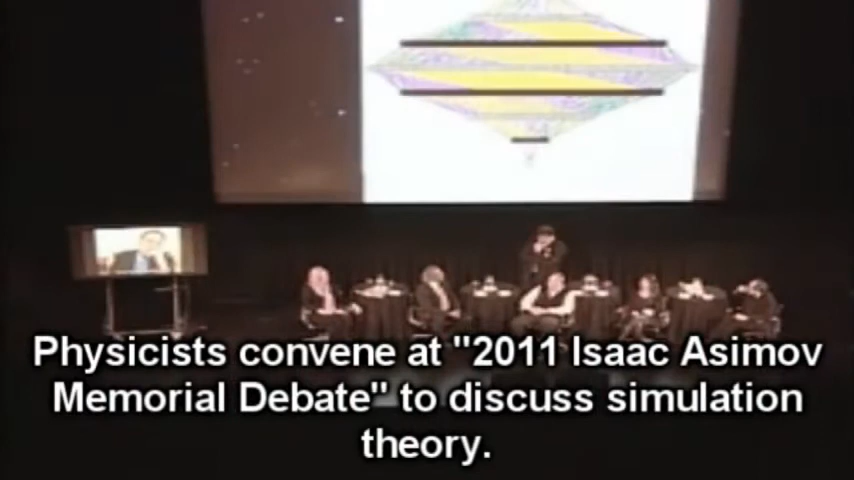 Physicists convene at "2011 Isaac Asimov
Memorial Debate" to discuss simulation
theory.